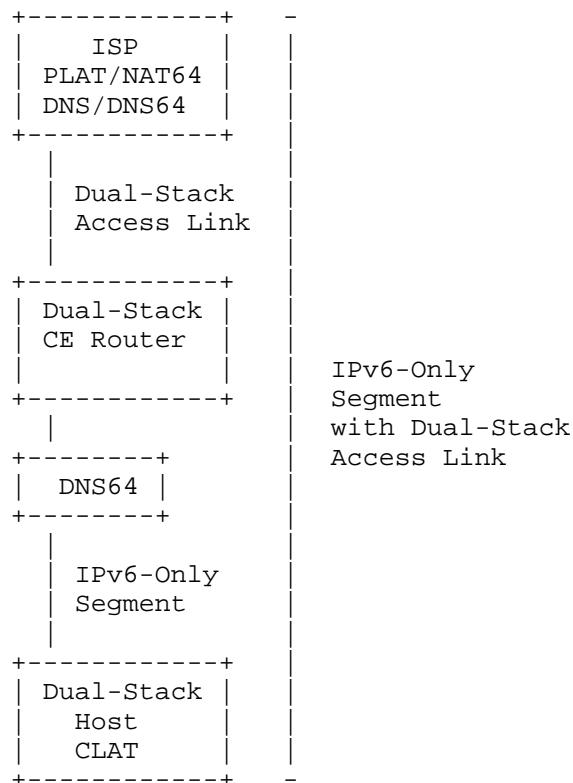 ISP
PLAT/NAT64
DNS/DNS64
Dual-Stack
Access Link
Dual-Stack
CE Router
IPv6-Only
Segment
with Dual-Stack
Access Link
DNS64
IPv6-Only
Segment
Dual-Stack
Host
CLAT